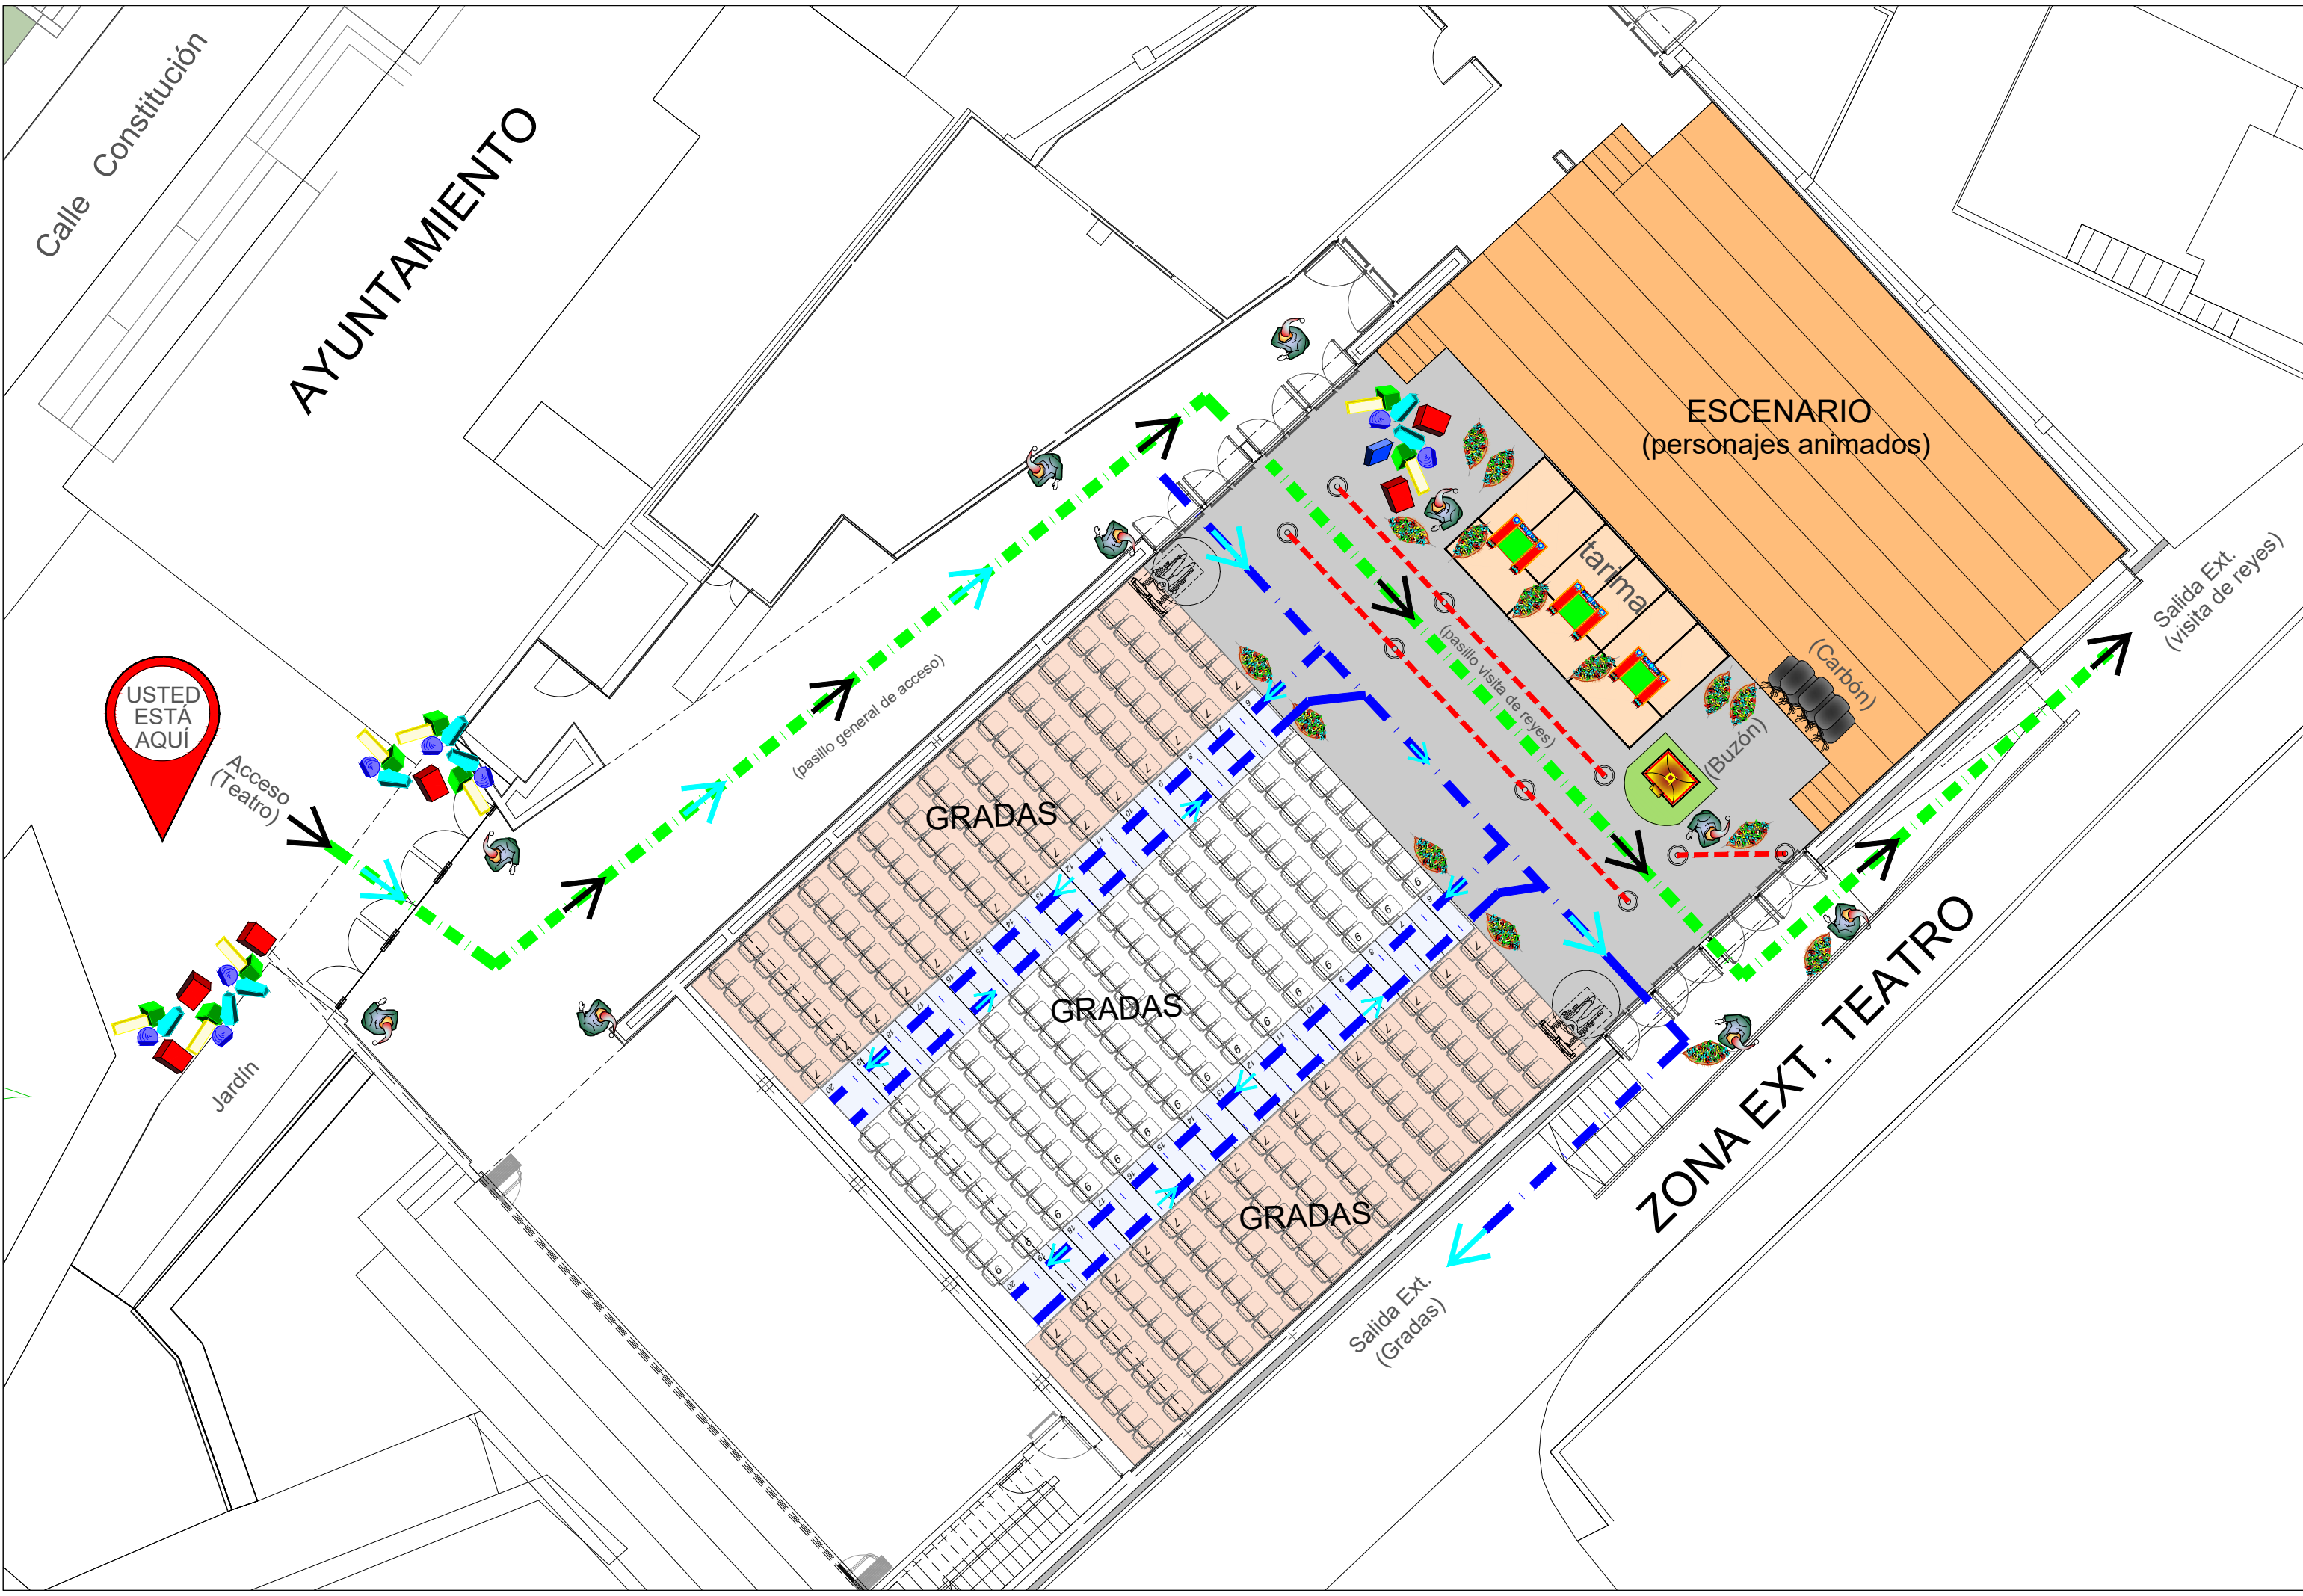 Calle Constitución
AYUNTAMIENTO
ESCENARIO
(personajes animados)
tarima
Salida Ext.
(visita de reyes)
(Carbón)
(Buzón)
(pasillo visita de reyes)
(pasillo general de acceso)
USTED
ESTÁ
AQUÍ
Acceso
(Teatro)
Jardín
GRADAS
GRADAS
GRADAS
ZONA EXT. TEATRO
Salida Ext.
(Gradas)